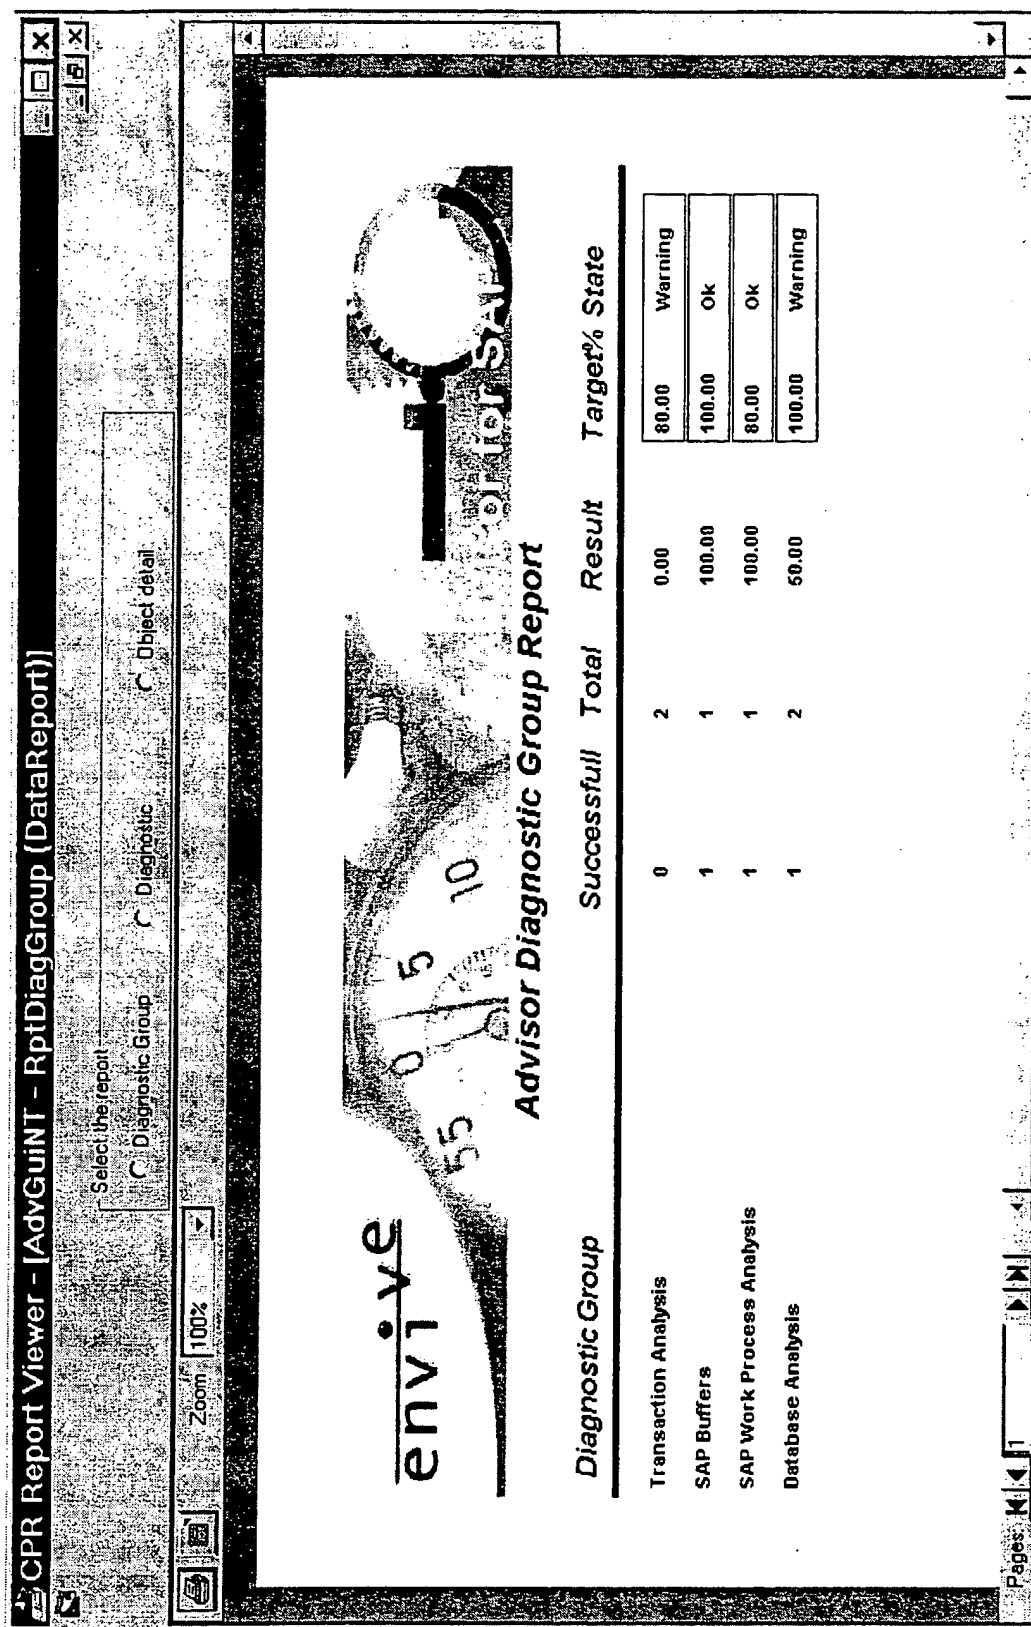 CPR Report Viewer - [AdvGuiNT - RptDiagGroup (DataReport)]
Select the report
Diagnostic Group Diagnostic Object detail
Zoom 100%
envive
55 0 5 10
or for SAP
Advisor Diagnostic Group Report
Diagnostic Group Successfull Total Result Target% State
Transaction Analysis 0 2 0.00 80.00 Warning
SAP Buffers 1 1 100.00 100.00 Ok
SAP Work Process Analysis 1 1 100.00 80.00 Ok
Database Analysis 1 2 50.00 100.00 Warning
Pages: 1